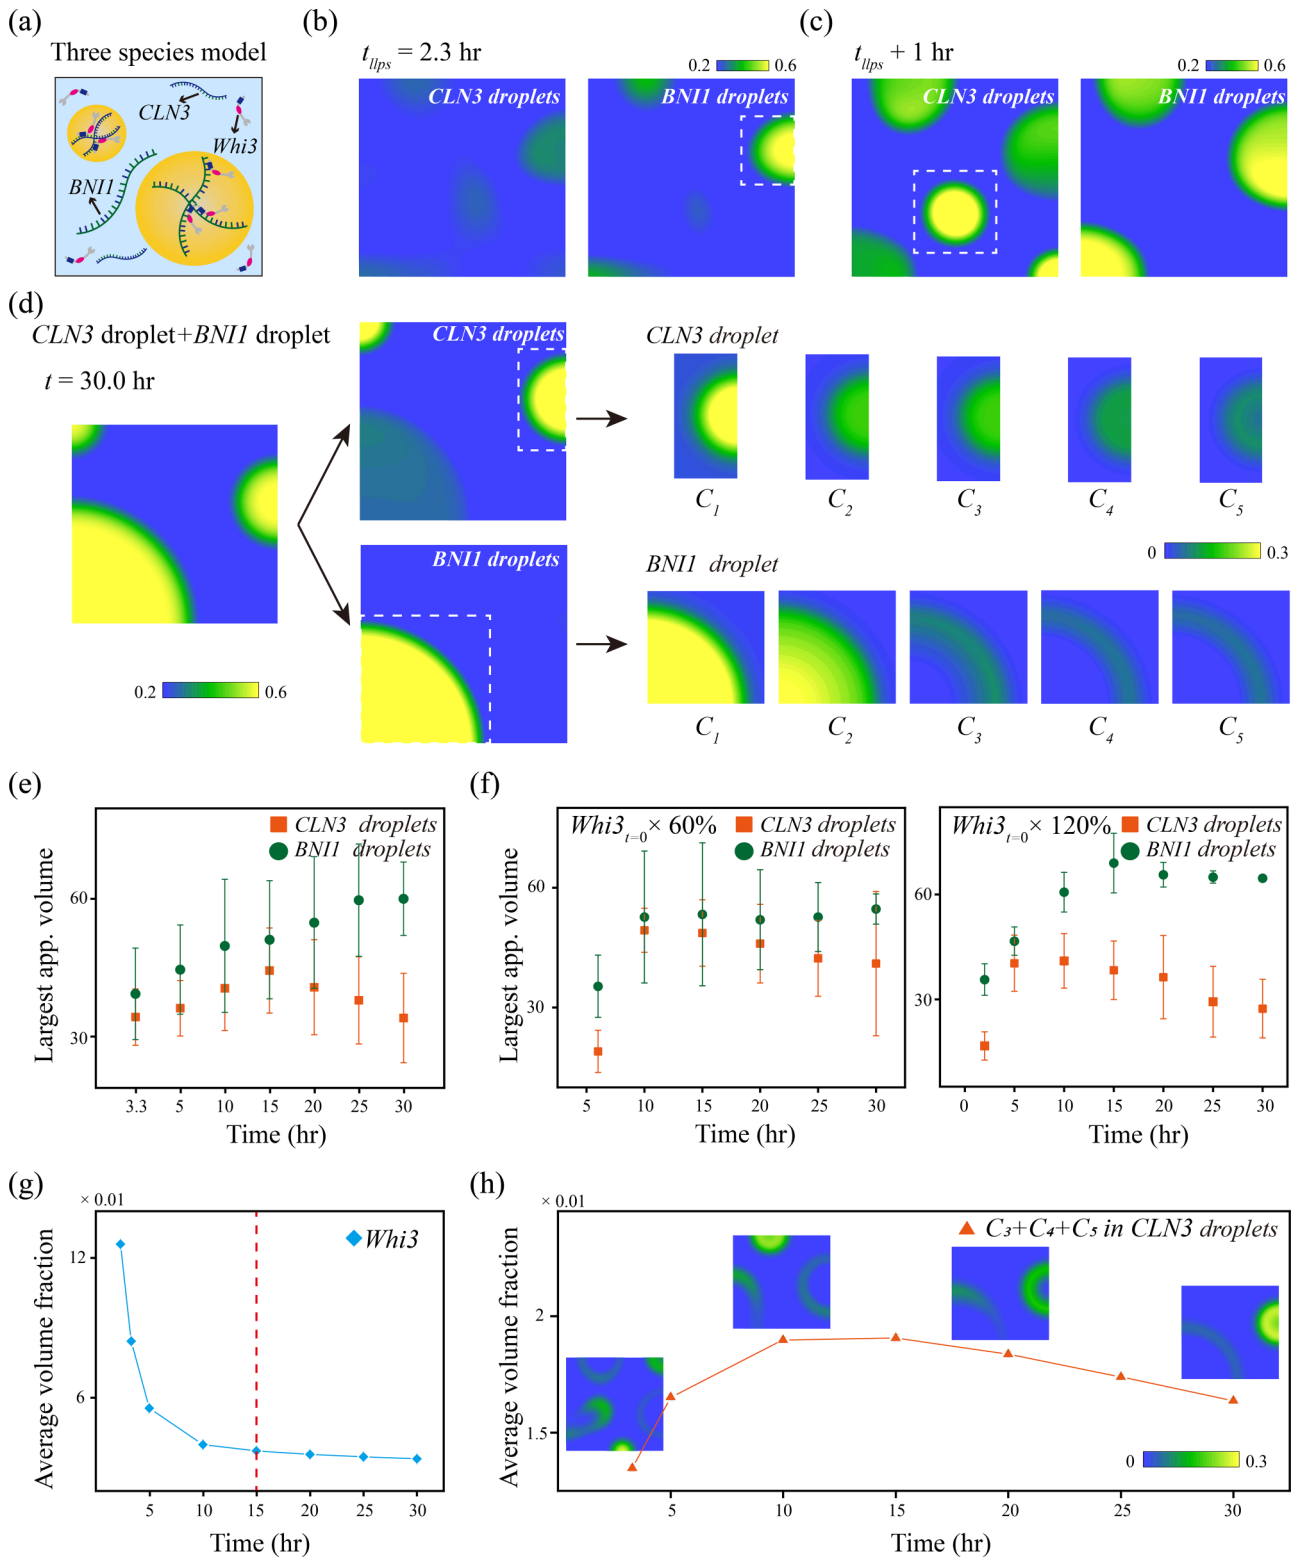 (a)
Three species model
CLN3
Whi3
BNI1
(b)
t_llps = 2.3 hr
0.2 0.6
CLN3 droplets
BNI1 droplets
(c)
t_llps + 1 hr
0.2 0.6
CLN3 droplets
BNI1 droplets
(d)
CLN3 droplet+BNI1 droplet
t = 30.0 hr
0.2 0.6
CLN3 droplets
BNI1 droplets
CLN3 droplet
C1 C2 C3 C4 C5
0 0.3
BNI1 droplet
C1 C2 C3 C4 C5
(e)
CLN3 droplets
BNI1 droplets
Largest app. volume
60
30
3.3 5 10 15 20 25 30
Time (hr)
(f)
Whi3t=0 × 60%
CLN3 droplets
BNI1 droplets
Largest app. volume
60
30
5 10 15 20 25 30
Time (hr)
Whi3t=0 × 120%
CLN3 droplets
BNI1 droplets
60
30
0 5 10 15 20 25 30
Time (hr)
(g)
× 0.01
Whi3
Average volume fraction
12
6
5 10 15 20 25 30
Time (hr)
(h)
× 0.01
C₃+C₄+C₅ in CLN3 droplets
Average volume fraction
2
1.5
0 0.3
5 10 15 20 25 30
Time (hr)